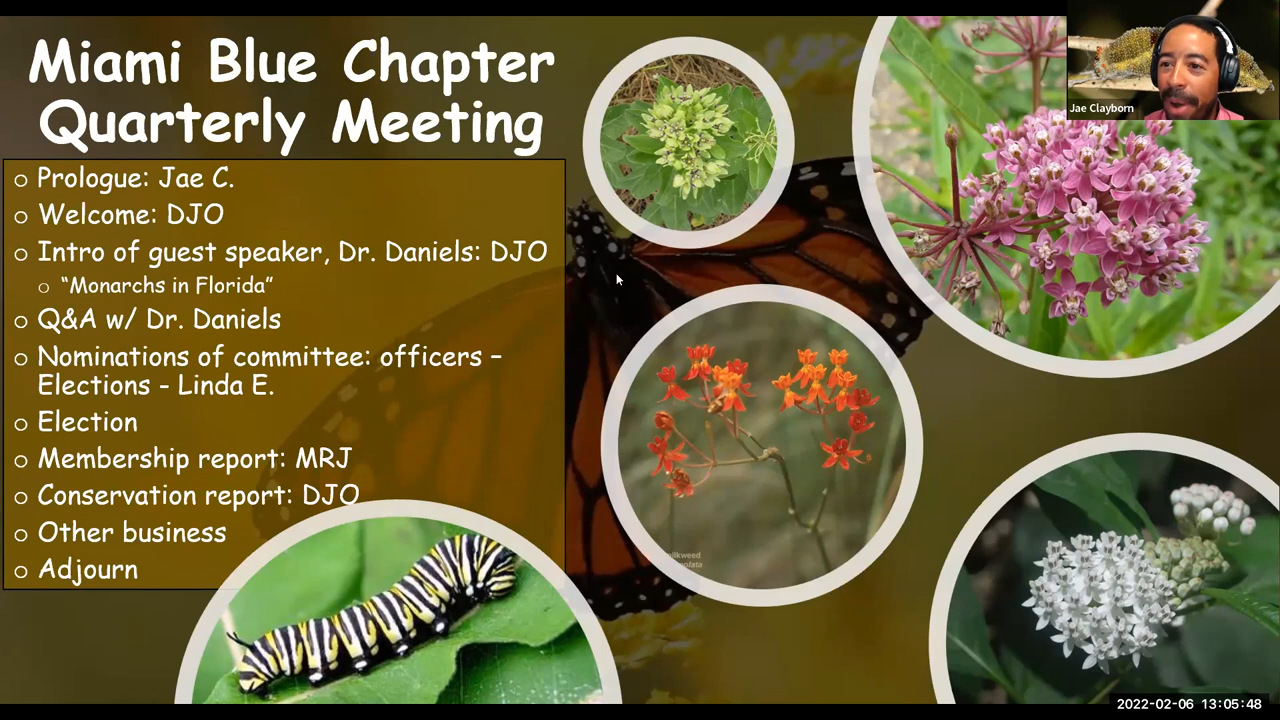 Miami Blue Chapter
Quarterly Meeting
Jae Clayborn
o Prologue: Jae C.
o Welcome: DJO
o Intro of guest speaker, Dr. Daniels: DJO
o “Monarchs in Florida”
o Q&A w/ Dr. Daniels
o Nominations of committee: officers –
Elections - Linda E.
o Election
o Membership report: MRJ
o Conservation report: DJO
o Other business
o Adjourn
2022-02-06 13:05:48